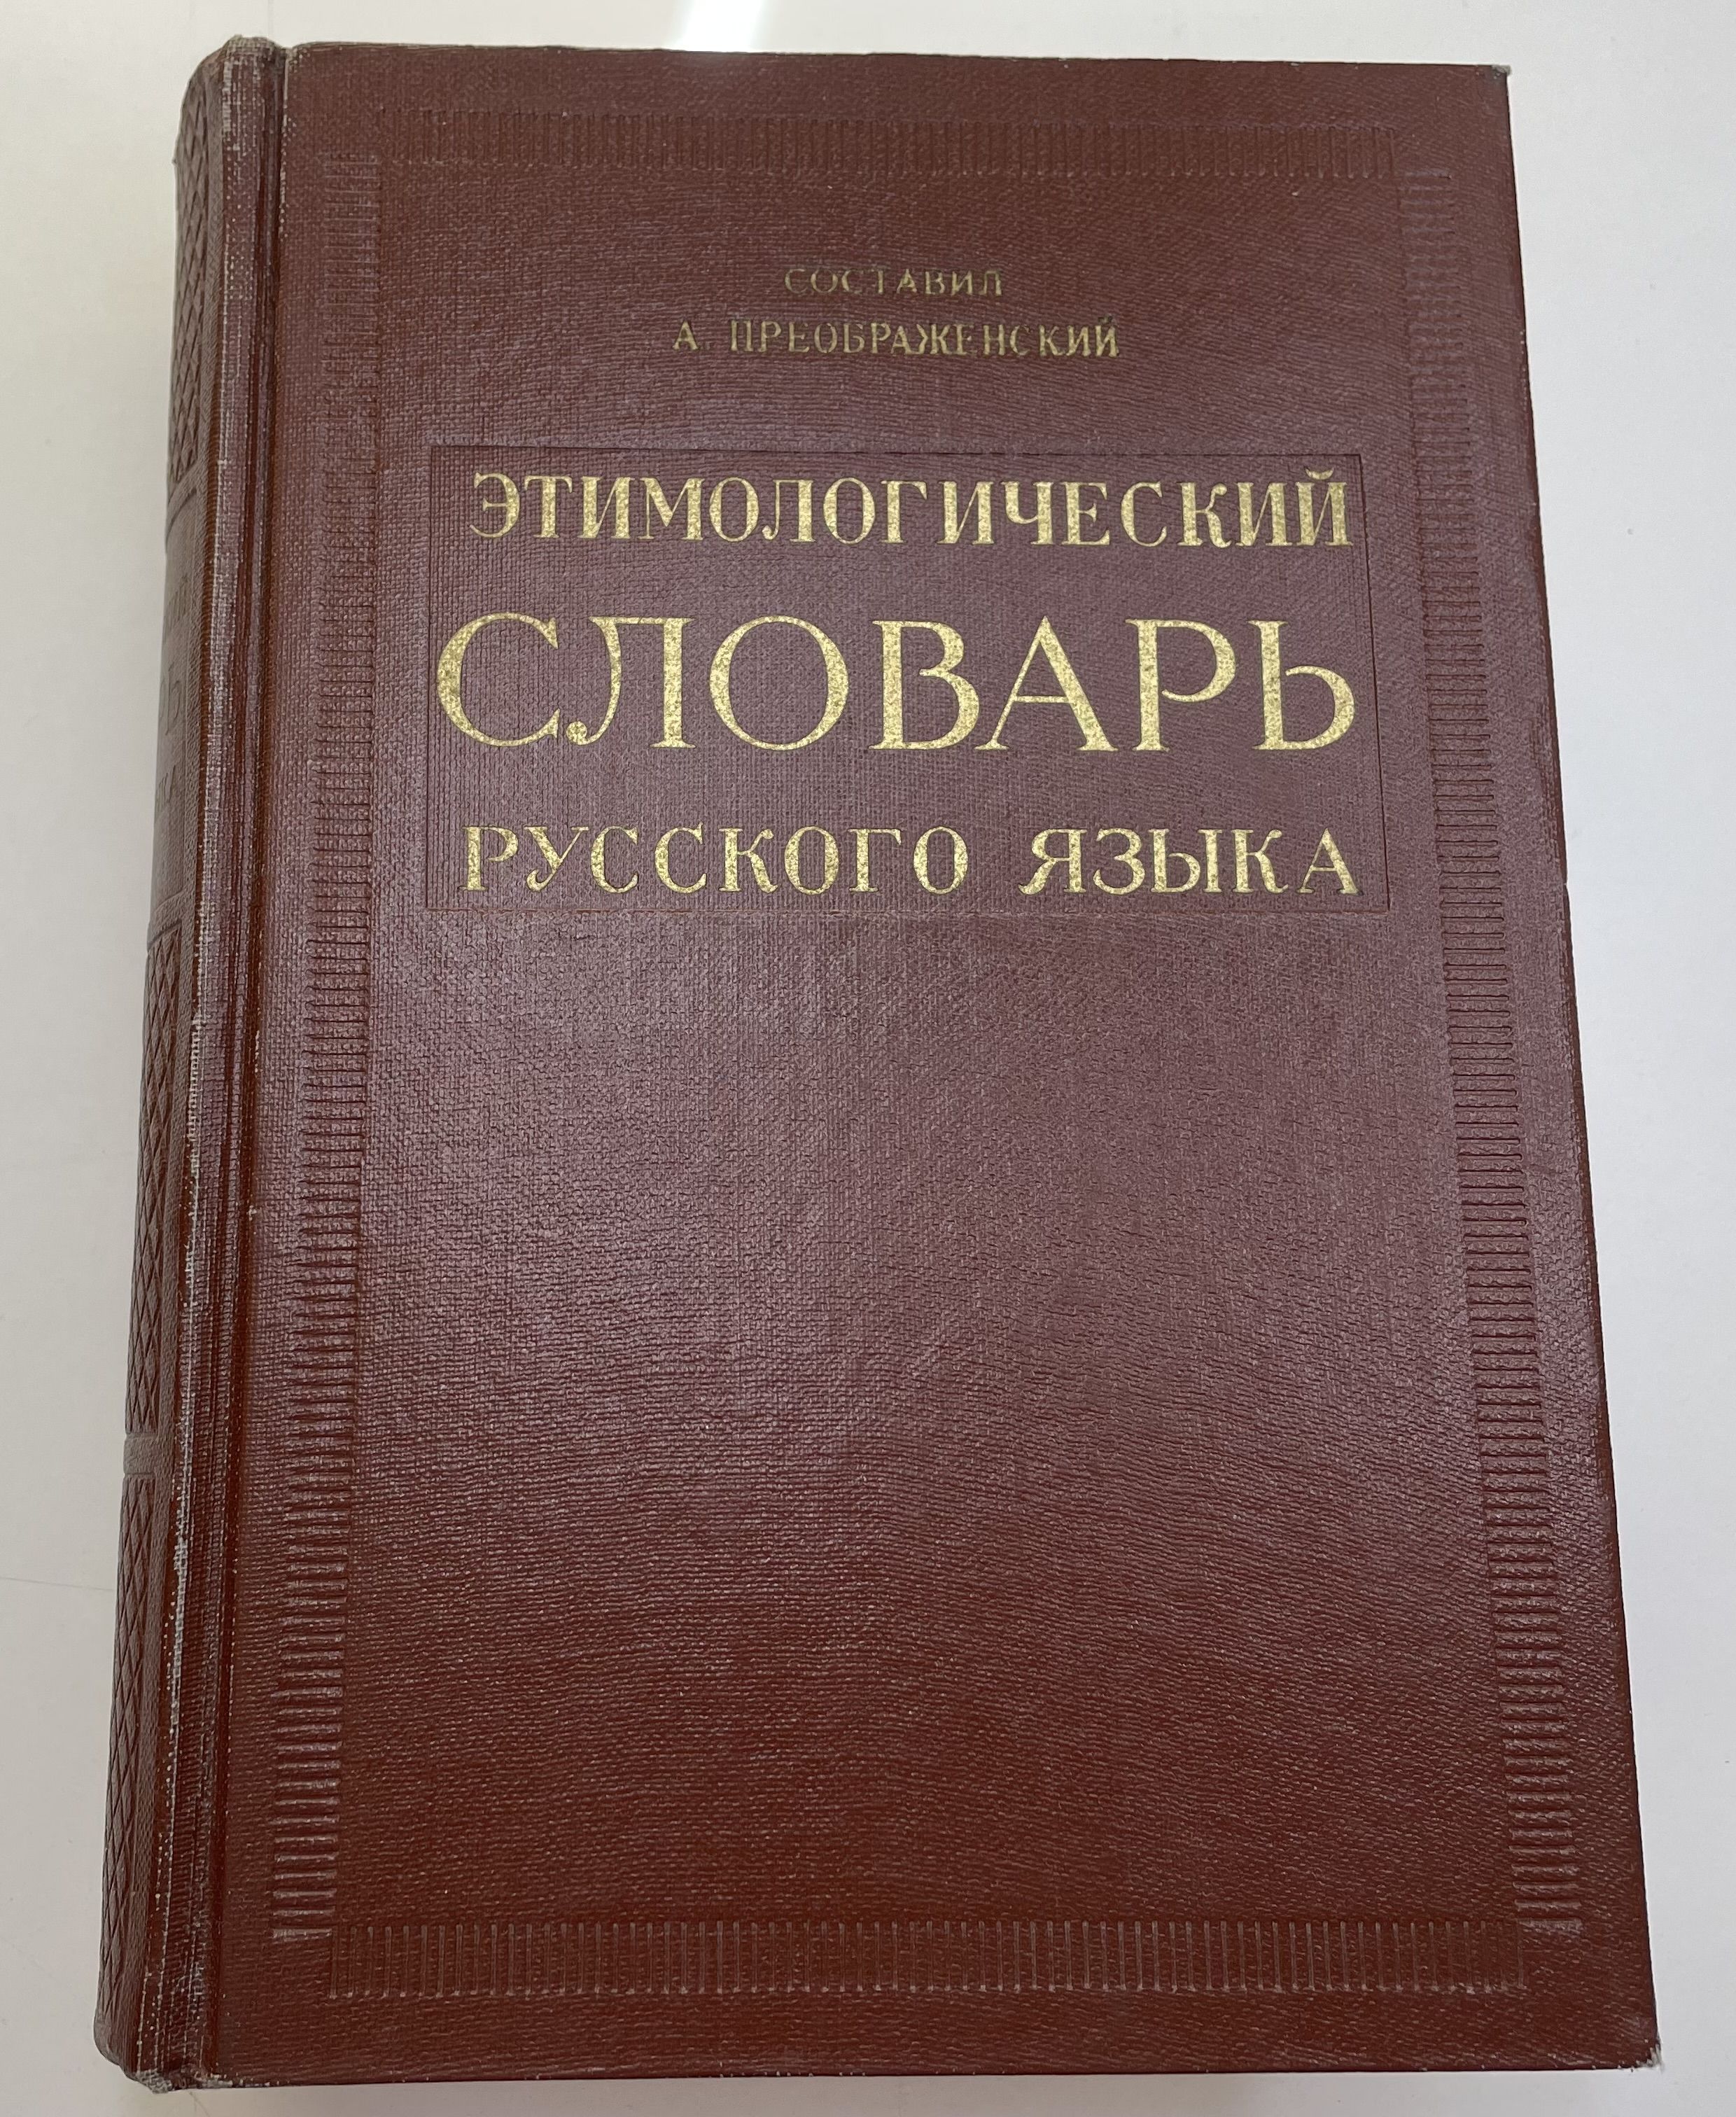 СОСТАВИЛ
А. ПРЕОБРАЖЕНСКИЙ
ЭТИМОЛОГИЧЕСКИЙ
СЛОВАРЬ
РУССКОГО ЯЗЫКА